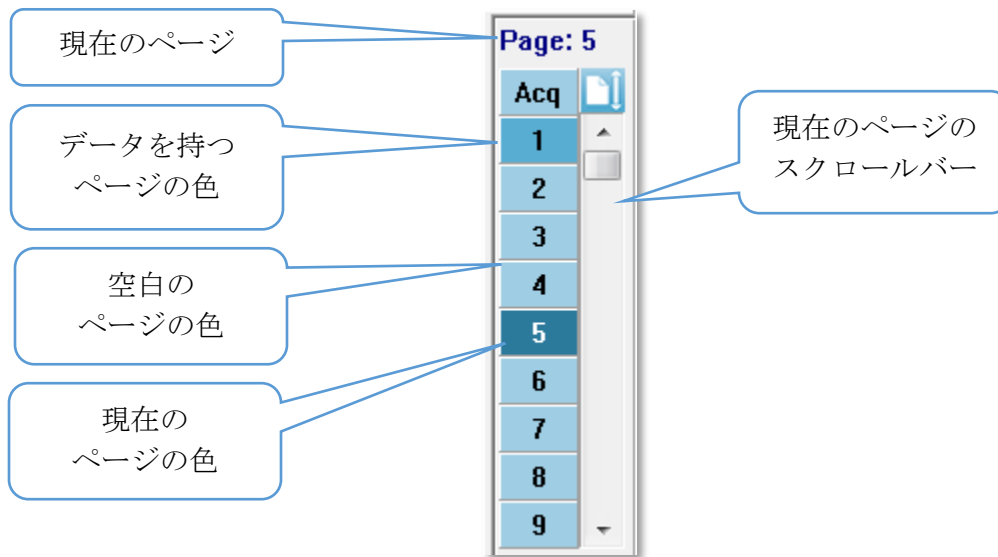 現在のページ
データを持つ
ページの色
空白の
ページの色
現在の
ページの色
Page: 5
Acq
1
2
3
4
5
6
7
8
9
現在のページの
スクロールバー